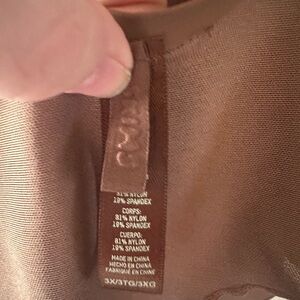 81% NYLON
19% SPANDEX
CORPS:
81% NYLON
19% SPANDEX
CUERPO:
81% NYLON
19% SPANDEX
MADE IN CHINA
HECHO EN CHINA
FABRIQUÉ EN CHINE
3X/3TG/3XG